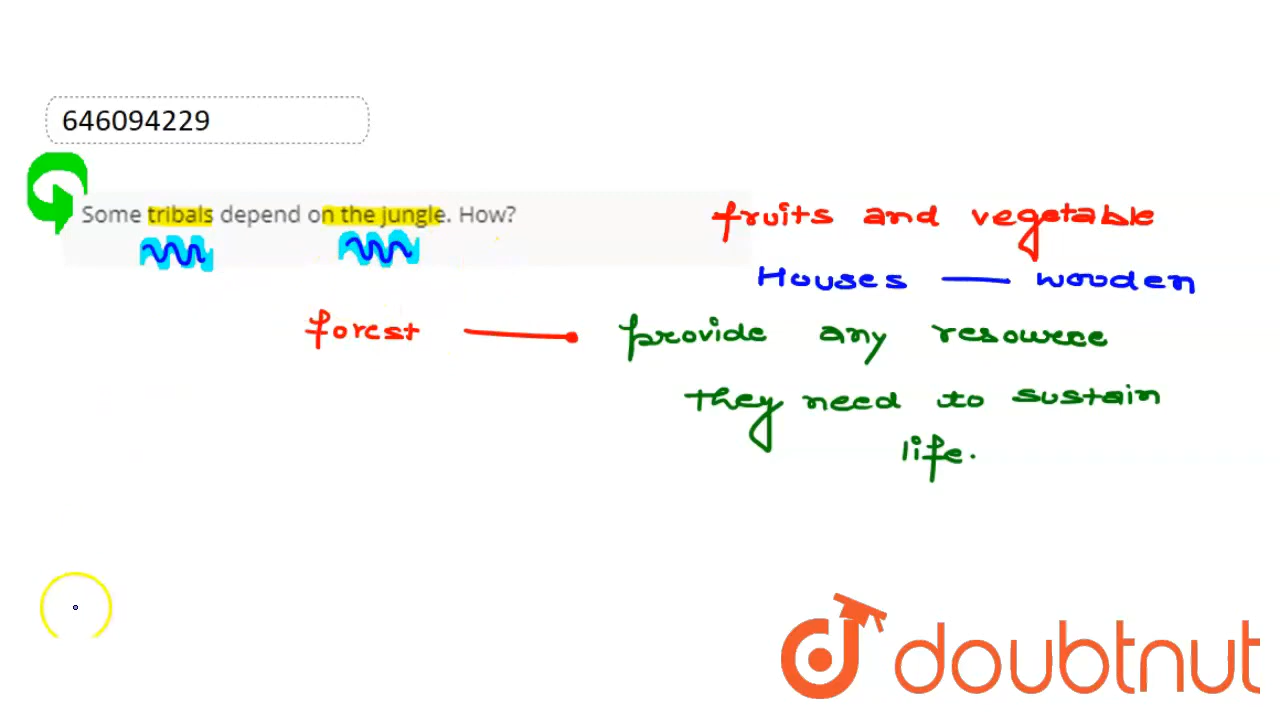 646094229
Some tribals depend on the jungle. How?
fruits and vegetable
Houses — wooden
forest — provide any resource
they need to sustain
life.
doubtnut